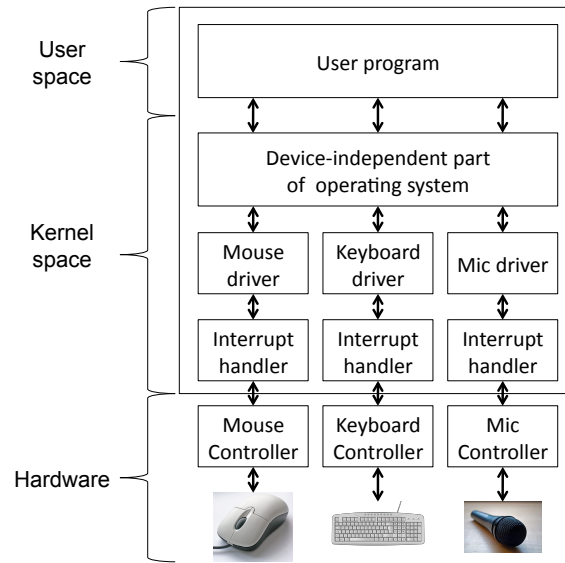 User
space
User program
Device-independent part
of operating system
Kernel
space
Mouse
driver
Keyboard
driver
Mic driver
Interrupt
handler
Interrupt
handler
Interrupt
handler
Mouse
Controller
Keyboard
Controller
Mic
Controller
Hardware